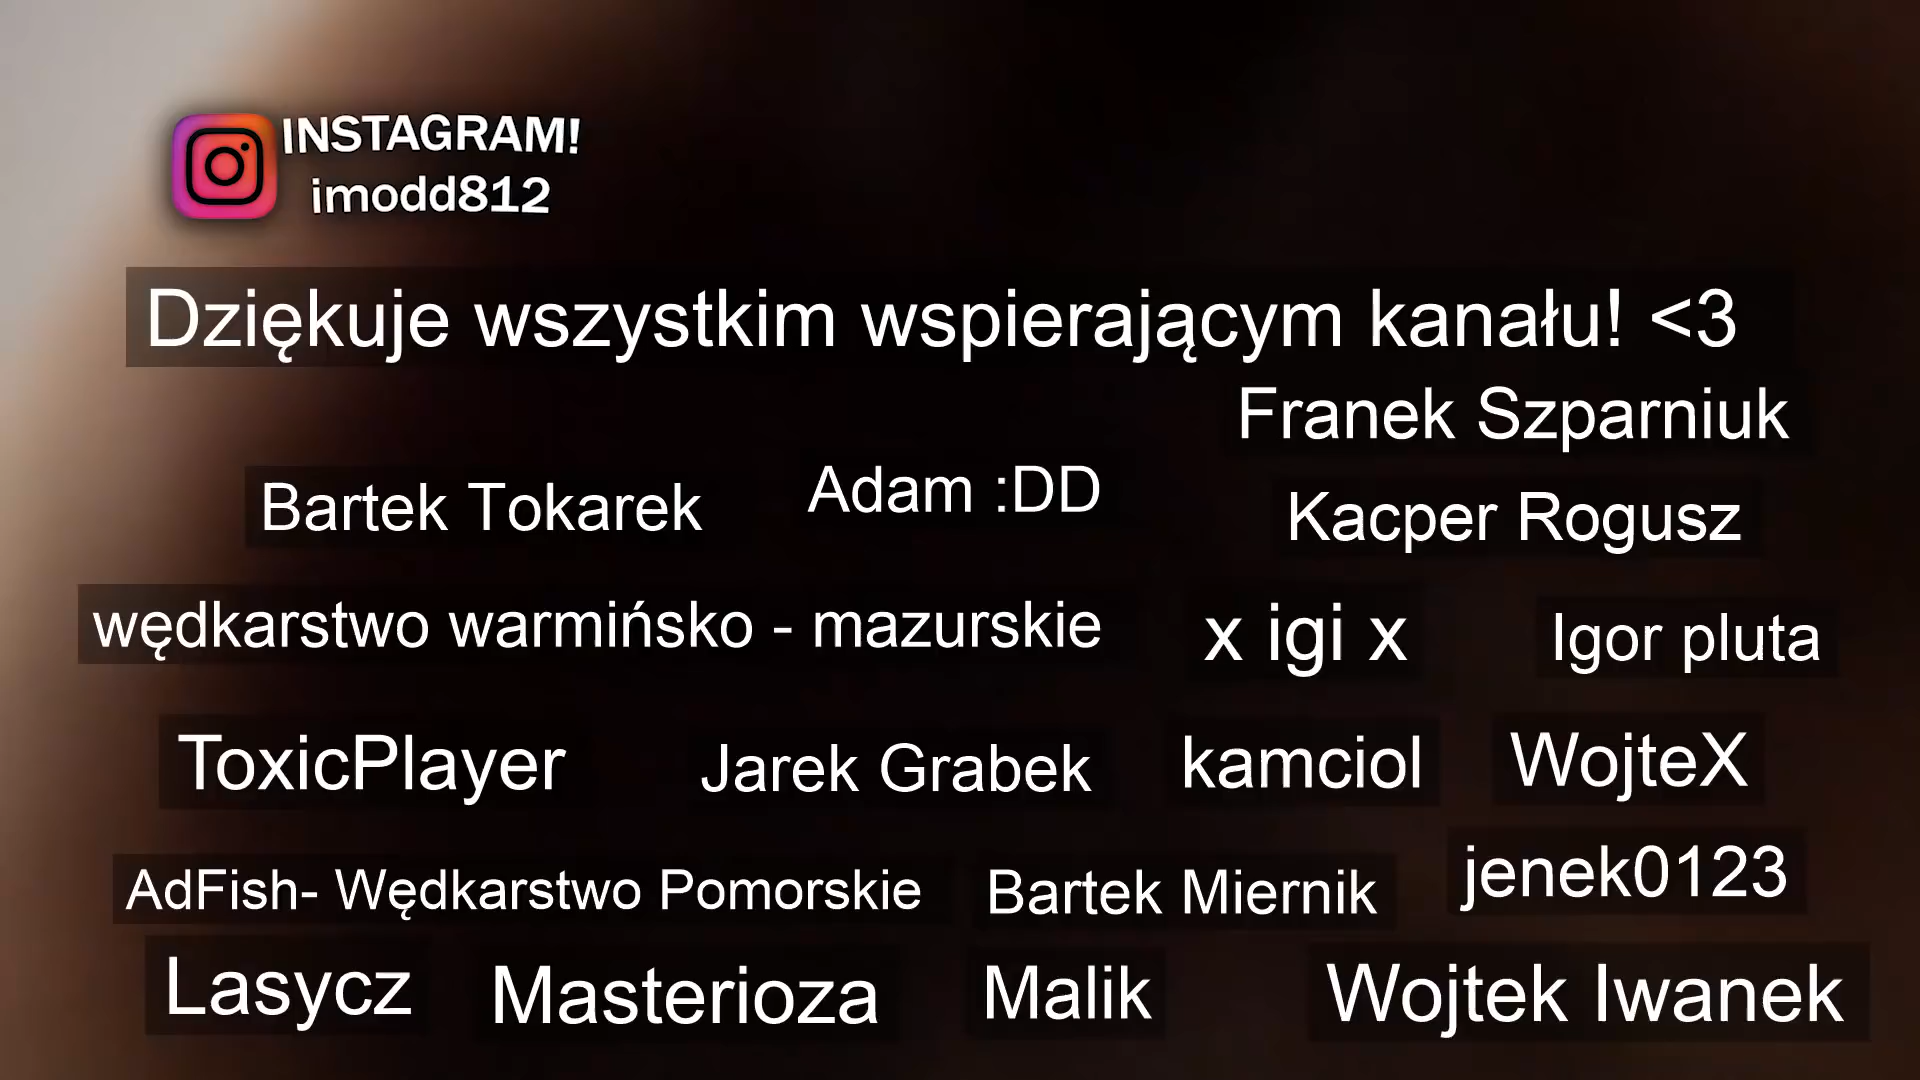 INSTAGRAM!
imodd812
Dziękuje wszystkim wspierającym kanału! <3
Franek Szparniuk
Bartek Tokarek
Adam :DD
Kacper Rogusz
wędkarstwo warmińsko - mazurskie
x igi x
Igor pluta
ToxicPlayer
Jarek Grabek
kamciol
WojteX
AdFish- Wędkarstwo Pomorskie
Bartek Miernik
jenek0123
Lasycz
Masterioza
Malik
Wojtek Iwanek